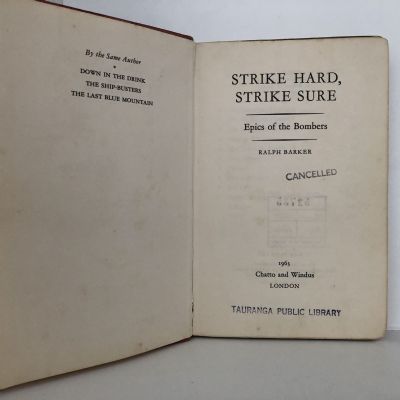 By the Same Author
DOWN IN THE DRINK
THE SHIP-BUSTERS
THE LAST BLUE MOUNTAIN
STRIKE HARD,
STRIKE SURE
Epics of the Bombers
RALPH BARKER
CANCELLED
1963
Chatto and Windus
LONDON
TAURANGA PUBLIC LIBRARY